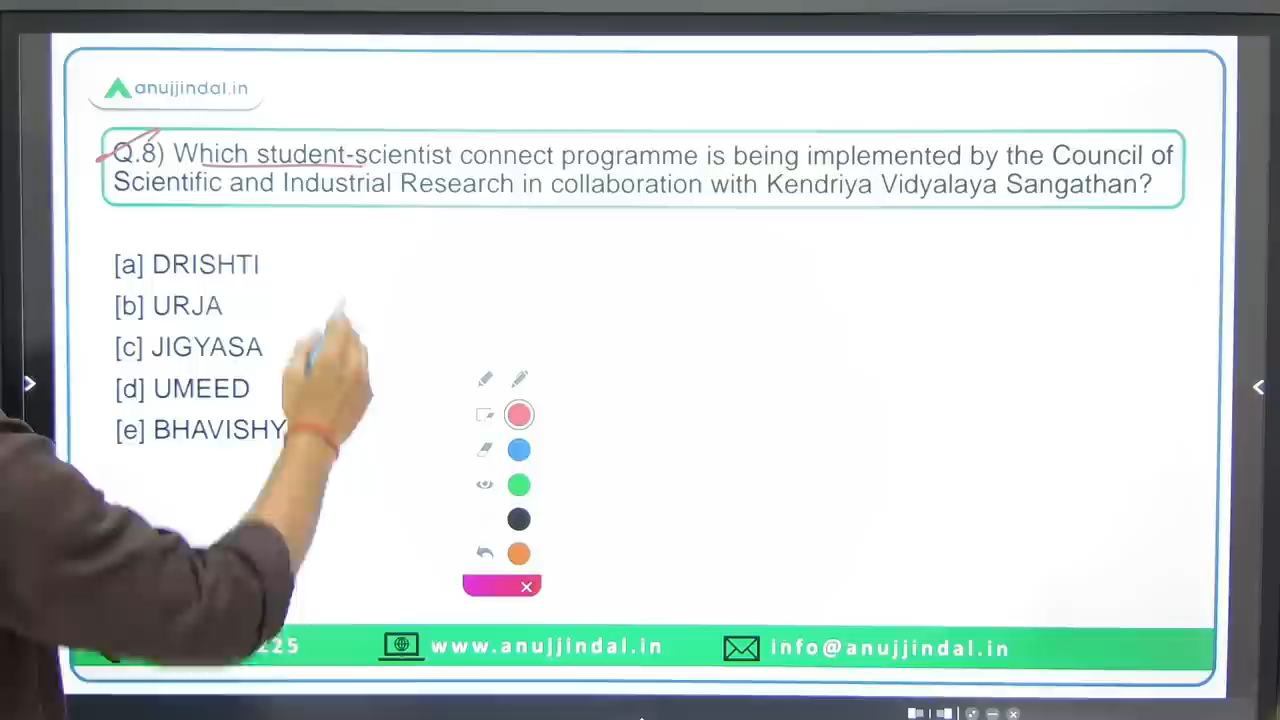 anujjindal.in
Q.8) Which student-scientist connect programme is being implemented by the Council of
Scientific and Industrial Research in collaboration with Kendriya Vidyalaya Sangathan?
[a] DRISHTI
[b] URJA
[c] JIGYASA
[d] UMEED
[e] BHAVISHY
225 www.anujjindal.in info@anujjindal.in